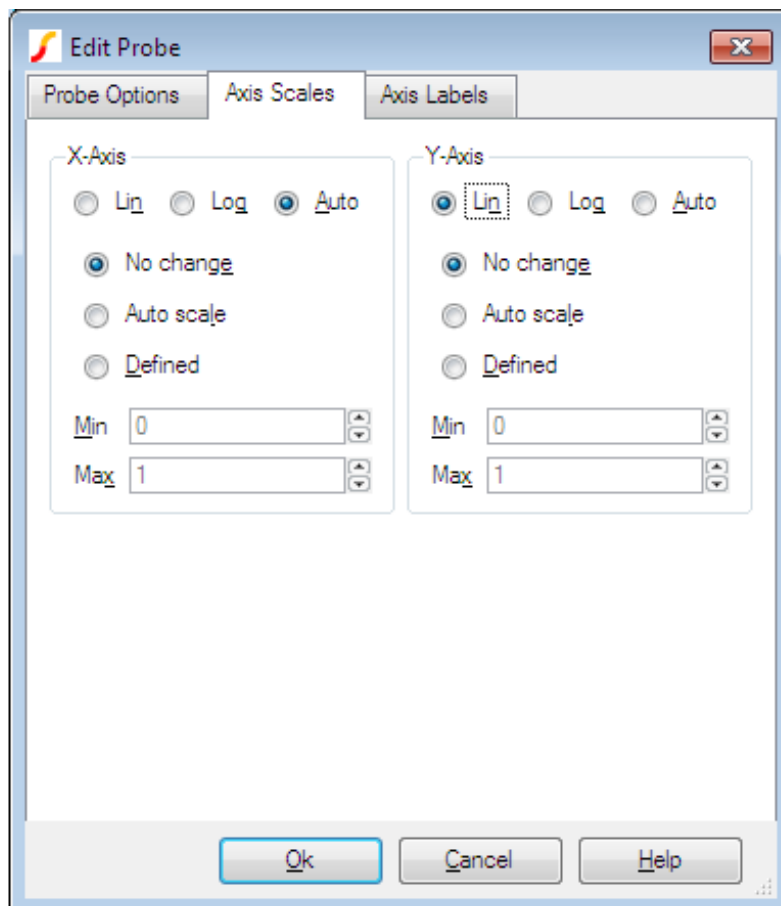 Edit Probe
Probe Options Axis Scales Axis Labels
X-Axis
Lin Log Auto
No change
Auto scale
Defined
Min 0
Max 1
Y-Axis
Lin Log Auto
No change
Auto scale
Defined
Min 0
Max 1
Ok Cancel Help